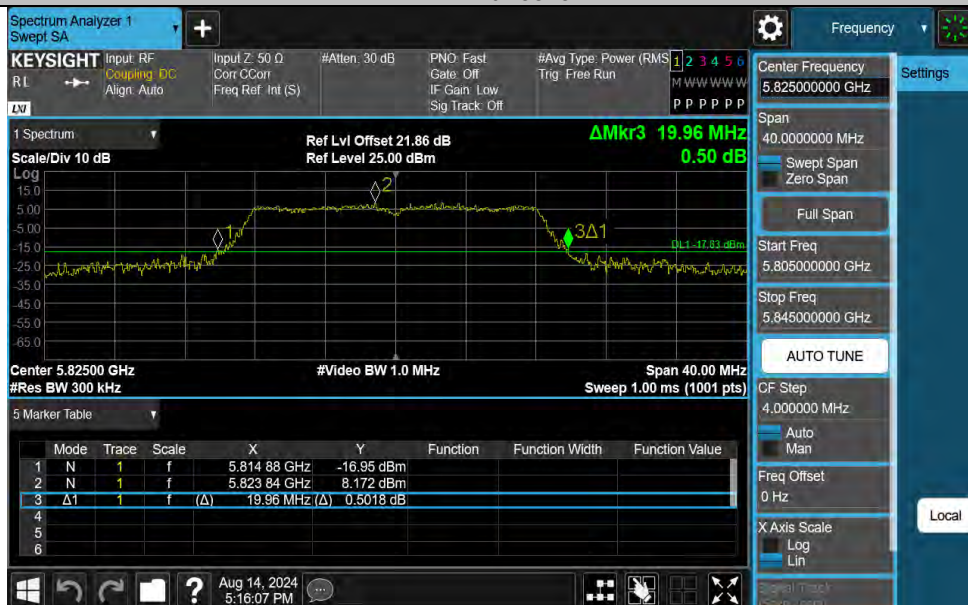 Spectrum Analyzer 1
Swept SA
+
Frequency
KEYSIGHT
RL
LXI
Input: RF
Coupling: DC
Align: Auto
Input Z: 50 Ω
Corr CCorr
Freq Ref: Int (S)
#Atten: 30 dB
PNO: Fast
Gate: Off
IF Gain: Low
Sig Track: Off
#Avg Type: Power (RMS
Trig: Free Run
1 2 3 4 5 6
M W W W W W
P P P P P P
1 Spectrum
Scale/Div 10 dB
Ref Lvl Offset 21.86 dB
Ref Level 25.00 dBm
ΔMkr3 19.96 MHz
0.50 dB
Log
15.0
5.00
-5.00
-15.0
-25.0
-35.0
-45.0
-55.0
-65.0
1
2
3Δ1
DL1 -17.83 dBm
Center 5.82500 GHz
#Video BW 1.0 MHz
Span 40.00 MHz
#Res BW 300 kHz
Sweep 1.00 ms (1001 pts)
5 Marker Table
Mode Trace Scale X Y Function Function Width Function Value
1 N 1 f 5.814 88 GHz -16.95 dBm
2 N 1 f 5.823 84 GHz 8.172 dBm
3 Δ1 1 f (Δ) 19.96 MHz (Δ) 0.5018 dB
4
5
6
Center Frequency
5.825000000 GHz
Settings
Span
40.0000000 MHz
Swept Span
Zero Span
Full Span
Start Freq
5.805000000 GHz
Stop Freq
5.845000000 GHz
AUTO TUNE
CF Step
4.000000 MHz
Auto
Man
Freq Offset
0 Hz
X Axis Scale
Log
Lin
Local
Signal Track
?
Aug 14, 2024
5:16:07 PM